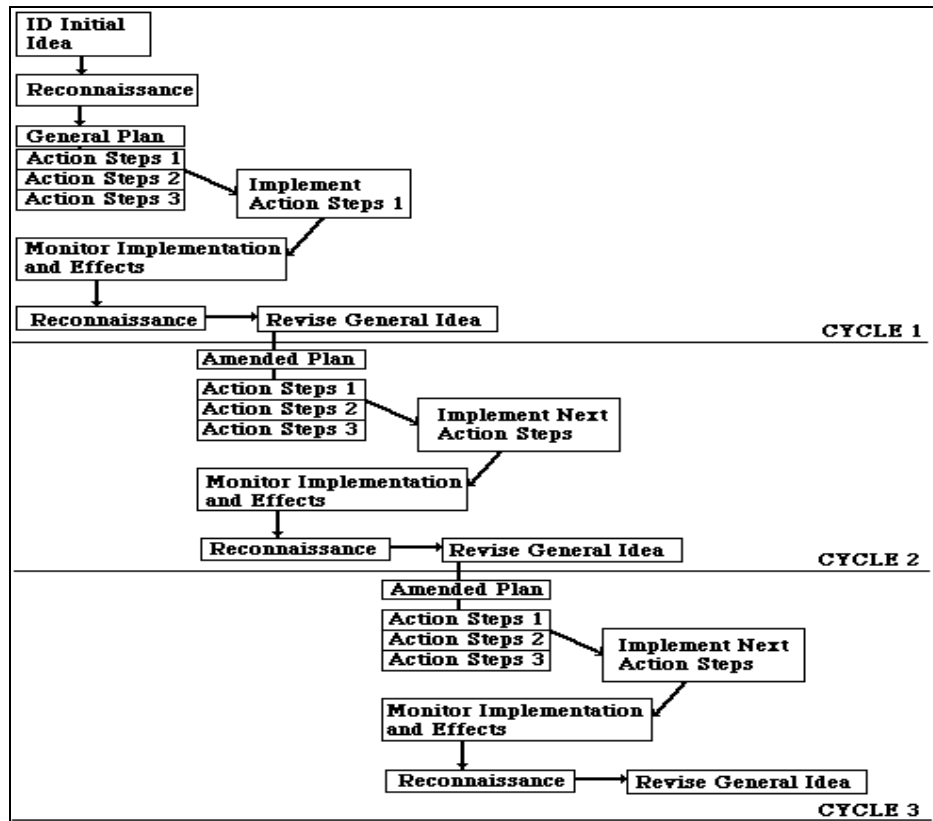 ID Initial
Idea
Reconnaissance
General Plan
Action Steps 1
Action Steps 2
Action Steps 3
Implement
Action Steps 1
Monitor Implementation
and Effects
Reconnaissance
Revise General Idea
CYCLE 1
Amended Plan
Action Steps 1
Action Steps 2
Action Steps 3
Implement Next
Action Steps
Monitor Implementation
and Effects
Reconnaissance
Revise General Idea
CYCLE 2
Amended Plan
Action Steps 1
Action Steps 2
Action Steps 3
Implement Next
Action Steps
Monitor Implementation
and Effects
Reconnaissance
Revise General Idea
CYCLE 3